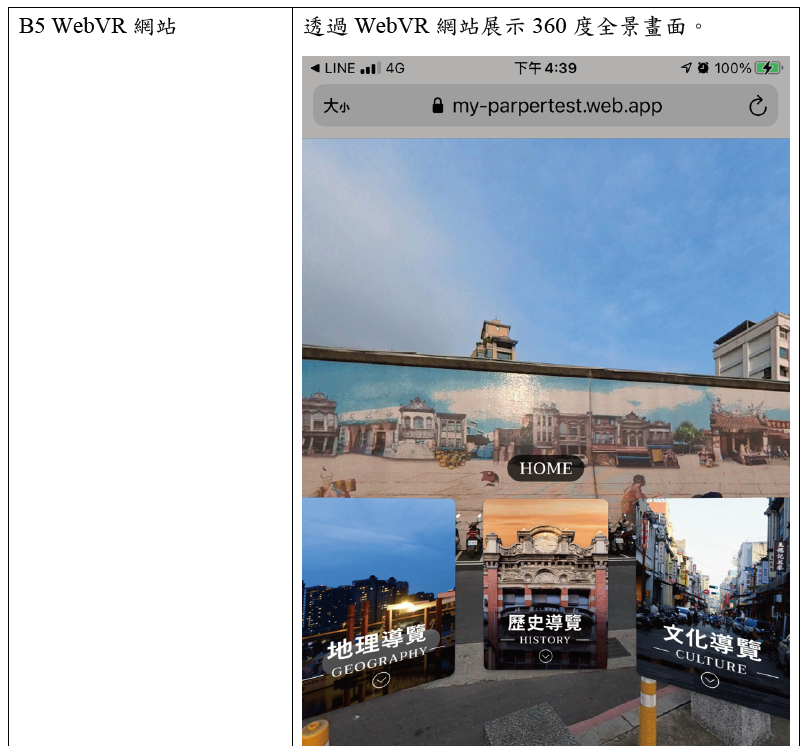 B5 WebVR 網站
透過 WebVR 網站展示 360 度全景畫面。
LINE 4G 下午4:39 100%
大小 my-parpertest.web.app
HOME
地理導覽
GEOGRAPHY
歷史導覽
HISTORY
文化導覽
CULTURE